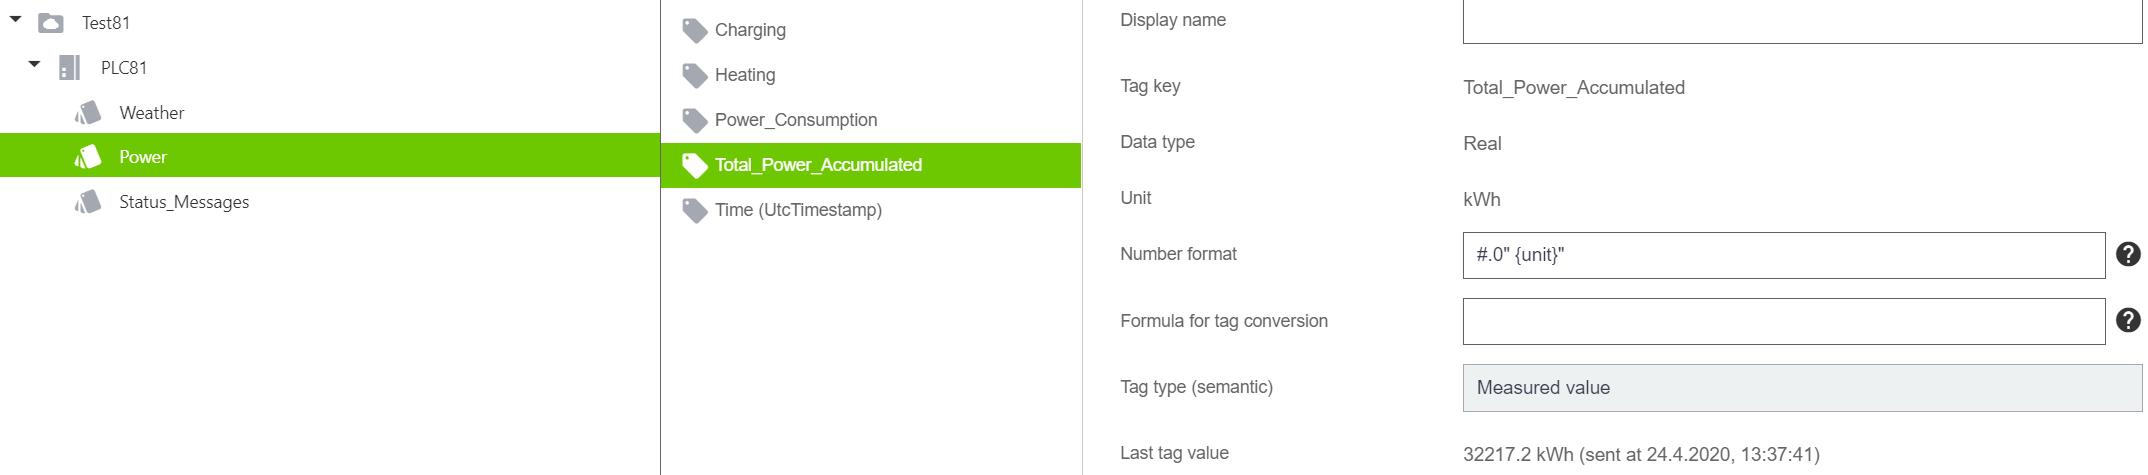 Test81
PLC81
Weather
Power
Status_Messages
Charging
Heating
Power_Consumption
Total_Power_Accumulated
Time (UtcTimestamp)
Display name
Tag key Total_Power_Accumulated
Data type Real
Unit kWh
Number format #.0" {unit}"
Formula for tag conversion
Tag type (semantic) Measured value
Last tag value 32217.2 kWh (sent at 24.4.2020, 13:37:41)